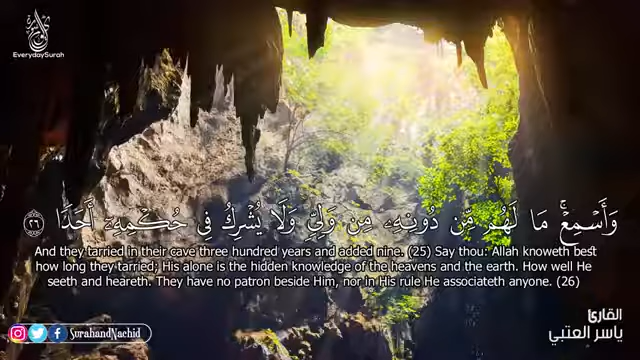 EverydaySurah
وَأَسْمِعْ ۚ مَا لَهُم مِّن دُونِهِۦ مِن وَلِىٍّۢ وَلَا يُشْرِكُ فِى حُكْمِهِۦٓ أَحَدًۭا ٢٦
And they tarried in their cave three hundred years and added nine. (25) Say thou: Allah knoweth best
how long they tarried; His alone is the hidden knowledge of the heavens and the earth. How well He
seeth and heareth. They have no patron beside Him, nor in His rule He associateth anyone. (26)
القارئ
ياسر العتبي
SurahandNachid